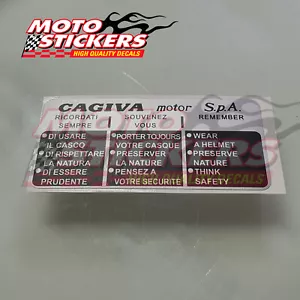 MOTO
STICKERS
HIGH QUALITY DECALS
CAGIVA motor S.p.A.
RICORDATI SEMPRE
SOUVENEZ VOUS
REMEMBER
• DI USARE IL CASCO
• DI RISPETTARE LA NATURA
• DI ESSERE PRUDENTE
• PORTER TOUJOURS VOTRE CASQUE
• PRESERVER LA NATURE
• PENSEZ A VOTRE SECURITE
• WEAR A HELMET
• PRESERVE NATURE
• THINK SAFETY